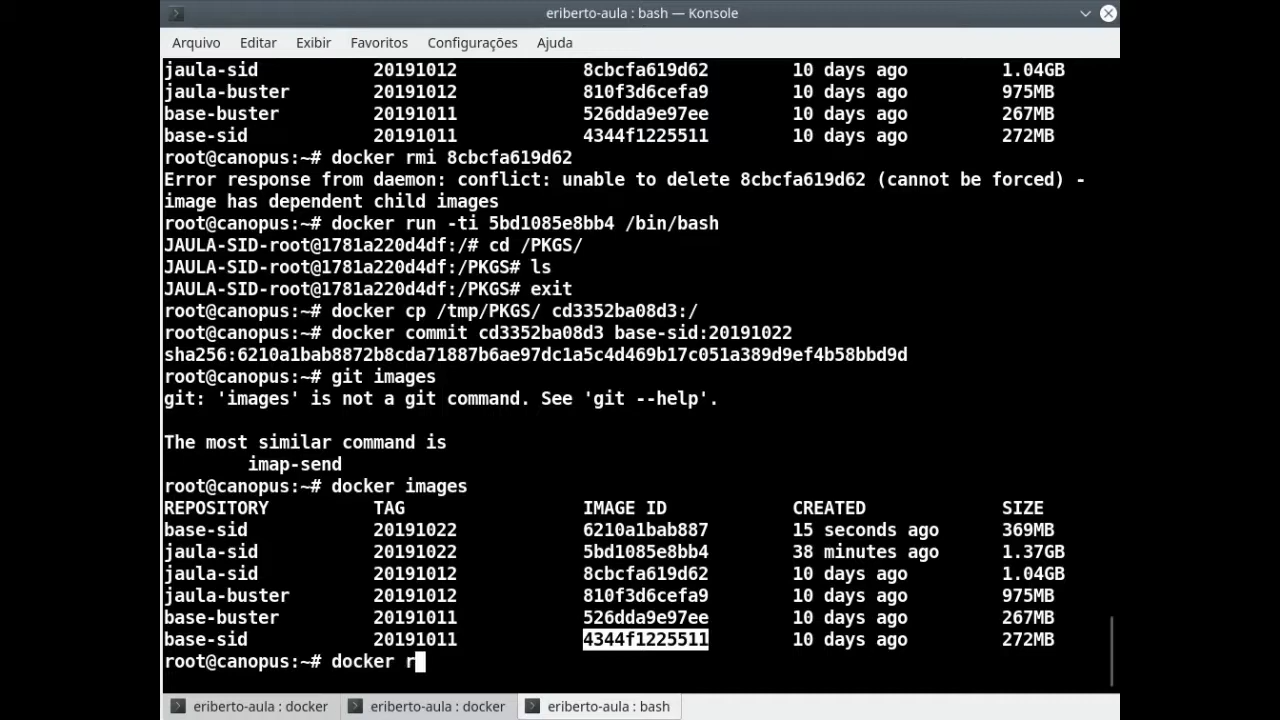 eriberto-aula : bash — Konsole
Arquivo Editar Exibir Favoritos Configurações Ajuda
jaula-sid 20191012 8cbcfa619d62 10 days ago 1.04GB
jaula-buster 20191012 810f3d6cefa9 10 days ago 975MB
base-buster 20191011 526dda9e97ee 10 days ago 267MB
base-sid 20191011 4344f1225511 10 days ago 272MB
root@canopus:~# docker rmi 8cbcfa619d62
Error response from daemon: conflict: unable to delete 8cbcfa619d62 (cannot be forced) -
image has dependent child images
root@canopus:~# docker run -ti 5bd1085e8bb4 /bin/bash
JAULA-SID-root@1781a220d4df:/# cd /PKGS/
JAULA-SID-root@1781a220d4df:/PKGS# ls
JAULA-SID-root@1781a220d4df:/PKGS# exit
root@canopus:~# docker cp /tmp/PKGS/ cd3352ba08d3:/
root@canopus:~# docker commit cd3352ba08d3 base-sid:20191022
sha256:6210a1bab8872b8cda71887b6ae97dc1a5c4d469b17c051a389d9ef4b58bbd9d
root@canopus:~# git images
git: 'images' is not a git command. See 'git --help'.
The most similar command is
imap-send
root@canopus:~# docker images
REPOSITORY TAG IMAGE ID CREATED SIZE
base-sid 20191022 6210a1bab887 15 seconds ago 369MB
jaula-sid 20191022 5bd1085e8bb4 38 minutes ago 1.37GB
jaula-sid 20191012 8cbcfa619d62 10 days ago 1.04GB
jaula-buster 20191012 810f3d6cefa9 10 days ago 975MB
base-buster 20191011 526dda9e97ee 10 days ago 267MB
base-sid 20191011 4344f1225511 10 days ago 272MB
root@canopus:~# docker r
eriberto-aula : docker eriberto-aula : docker eriberto-aula : bash